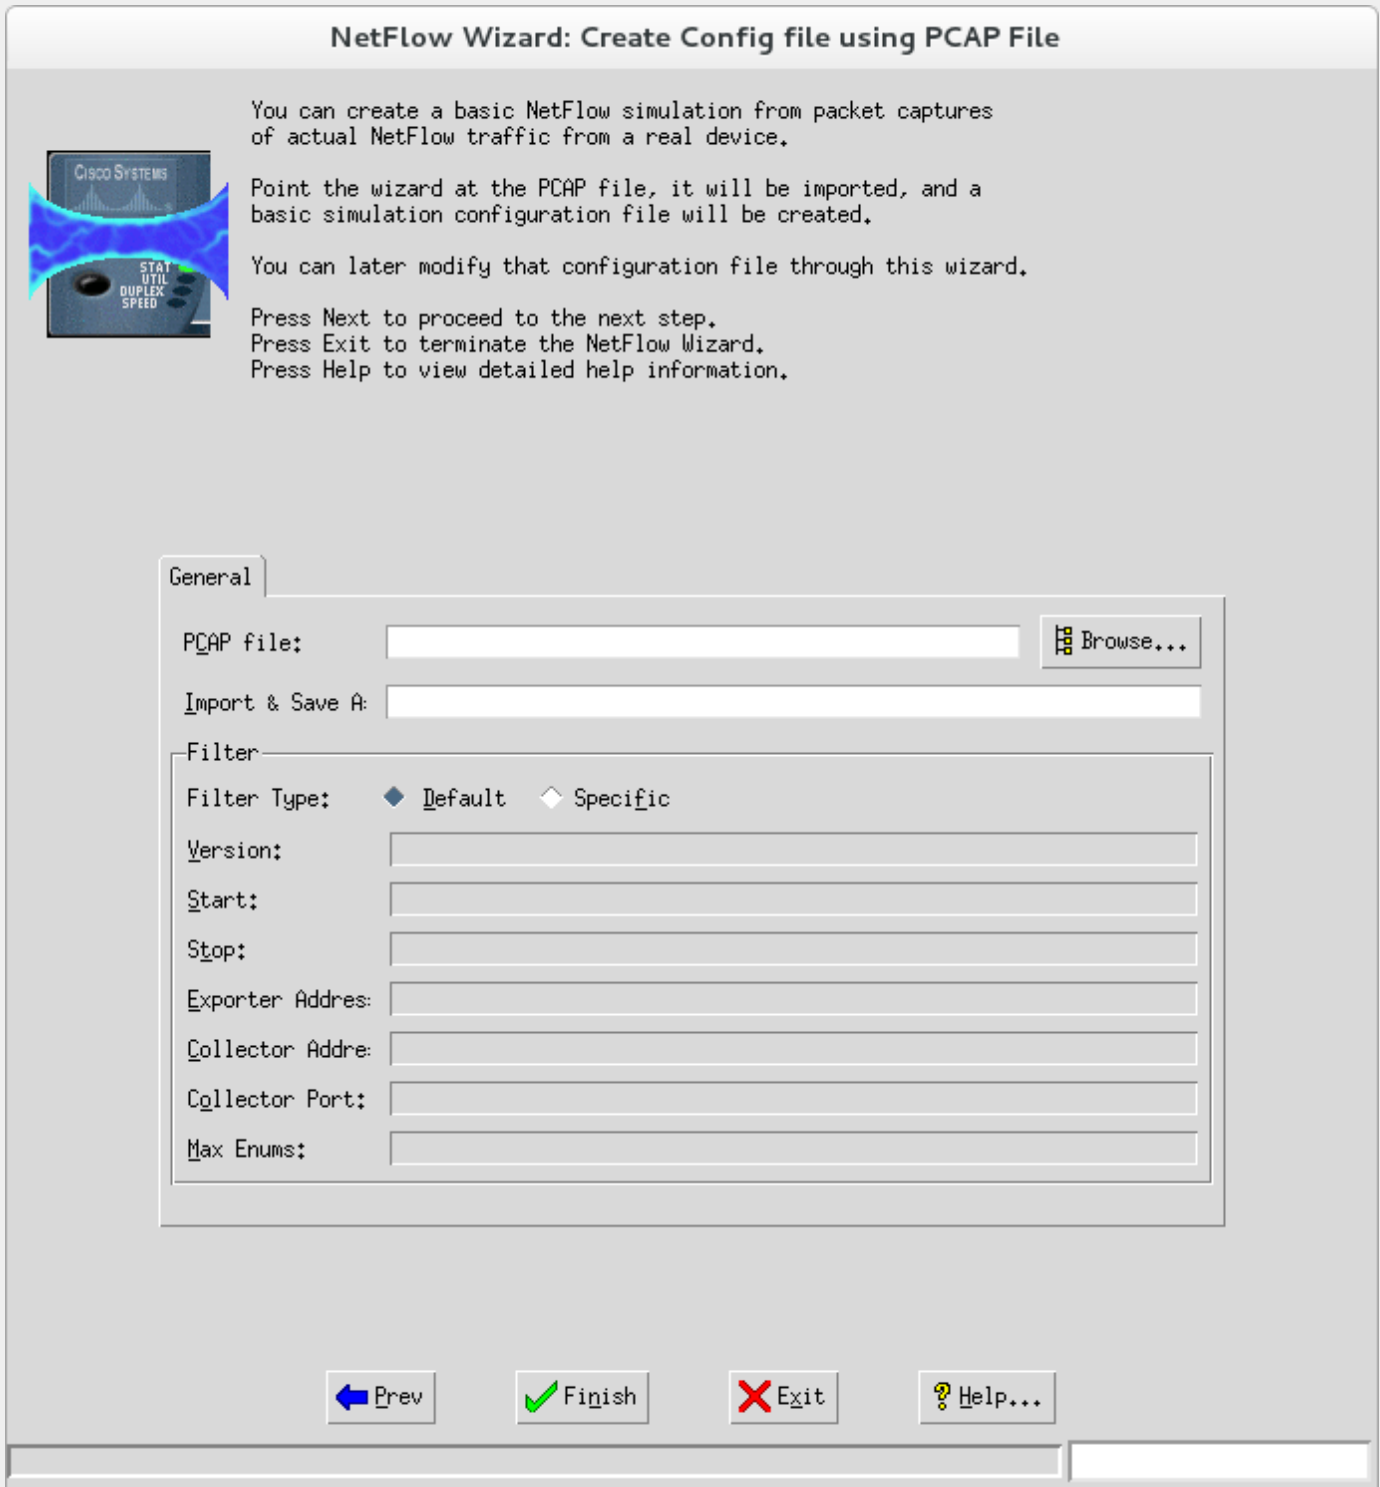 NetFlow Wizard: Create Config file using PCAP File
You can create a basic NetFlow simulation from packet captures
of actual NetFlow traffic from a real device.
Point the wizard at the PCAP file, it will be imported, and a
basic simulation configuration file will be created.
You can later modify that configuration file through this wizard.
Press Next to proceed to the next step.
Press Exit to terminate the NetFlow Wizard.
Press Help to view detailed help information.
CISCO SYSTEMS
STAT
UTIL
DUPLEX
SPEED
General
PCAP file:
Browse...
Import & Save A:
Filter
Filter Type: Default Specific
Version:
Start:
Stop:
Exporter Addres:
Collector Addre:
Collector Port:
Max Enums:
Prev Finish Exit Help...